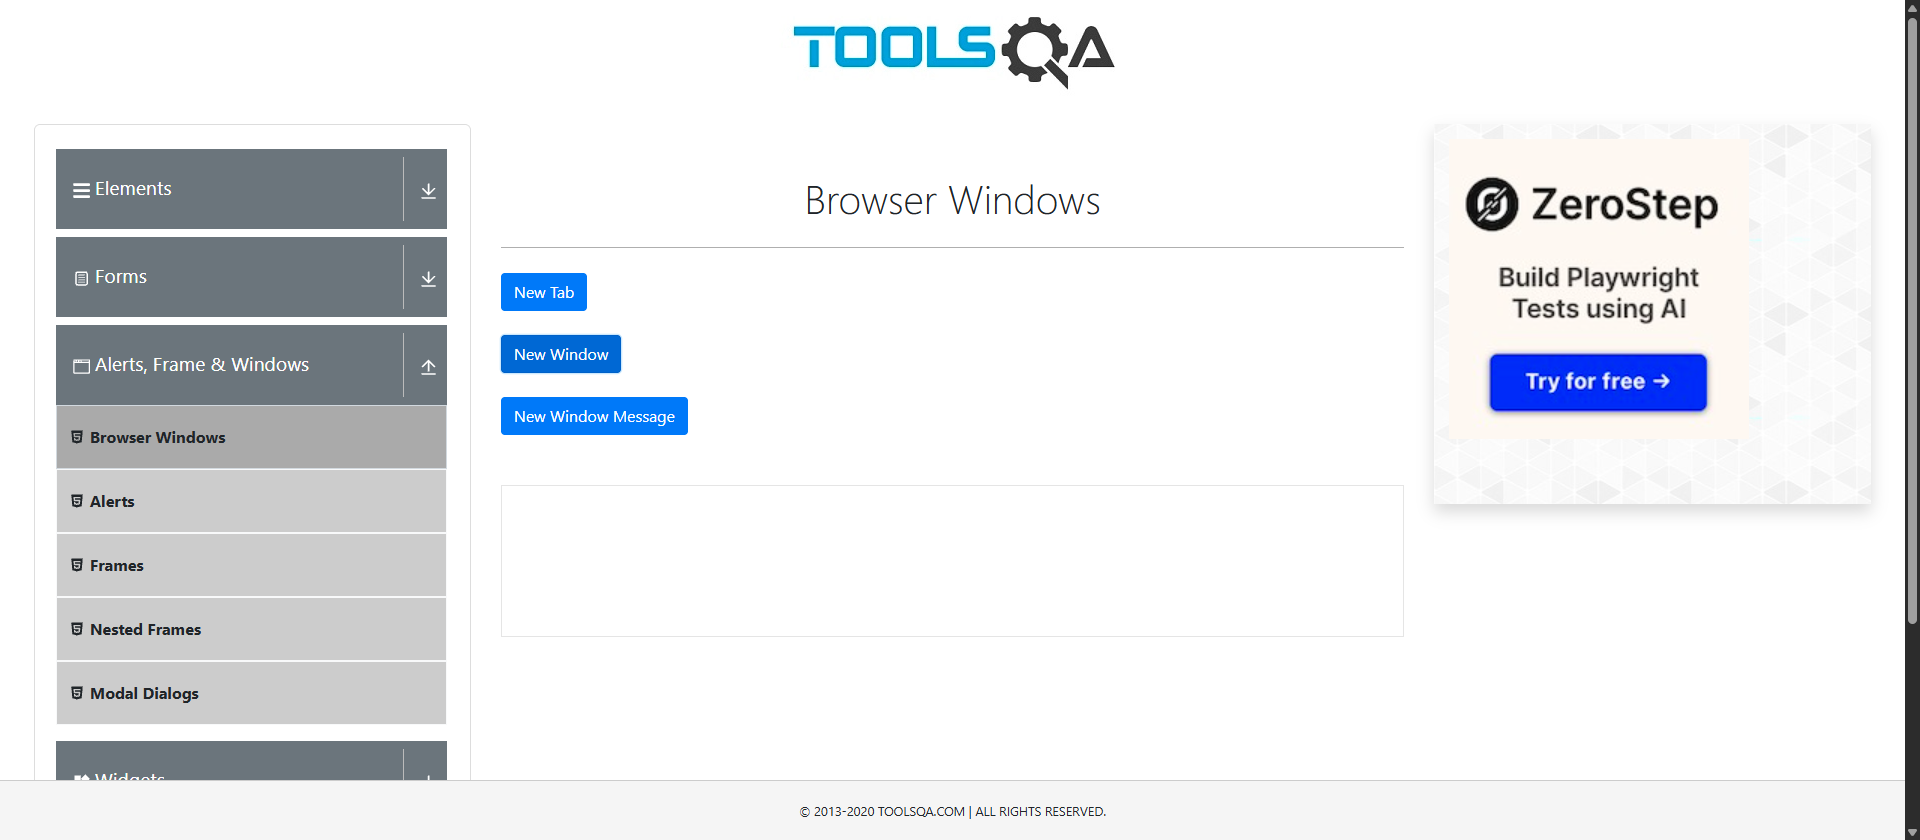 TOOLSQA
Elements
Forms
Alerts, Frame & Windows
Browser Windows
Alerts
Frames
Nested Frames
Modal Dialogs
Widgets
Browser Windows
New Tab
New Window
New Window Message
ZeroStep
Build Playwright
Tests using AI
Try for free →
© 2013-2020 TOOLSQA.COM | ALL RIGHTS RESERVED.